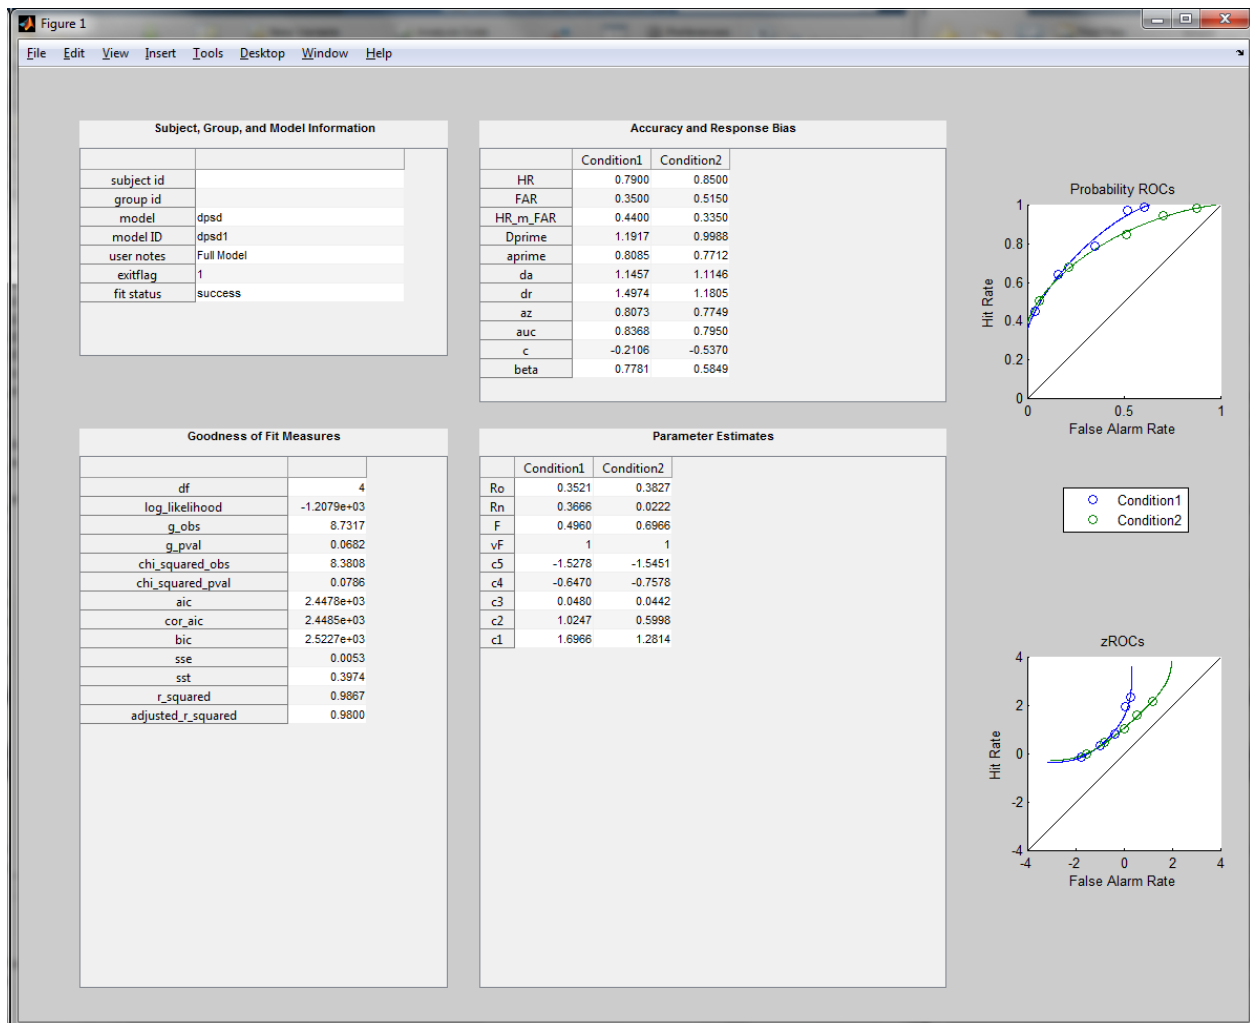 Figure 1
File Edit View Insert Tools Desktop Window Help
Subject, Group, and Model Information
subject id
group id
model dpsd
model ID dpsd1
user notes Full Model
exitflag 1
fit status success
Accuracy and Response Bias
Condition1 Condition2
HR 0.7900 0.8500
FAR 0.3500 0.5150
HR_m_FAR 0.4400 0.3350
Dprime 1.1917 0.9988
aprime 0.8085 0.7712
da 1.1457 1.1146
dr 1.4974 1.1805
az 0.8073 0.7749
auc 0.8368 0.7950
c -0.2106 -0.5370
beta 0.7781 0.5849
Goodness of Fit Measures
df 4
log_likelihood -1.2079e+03
g_obs 8.7317
g_pval 0.0682
chi_squared_obs 8.3808
chi_squared_pval 0.0786
aic 2.4478e+03
cor_aic 2.4485e+03
bic 2.5227e+03
sse 0.0053
sst 0.3974
r_squared 0.9867
adjusted_r_squared 0.9800
Parameter Estimates
Condition1 Condition2
Ro 0.3521 0.3827
Rn 0.3666 0.0222
F 0.4960 0.6966
vF 1 1
c5 -1.5278 -1.5451
c4 -0.6470 -0.7578
c3 0.0480 0.0442
c2 1.0247 0.5998
c1 1.6966 1.2814
Probability ROCs
1
0.8
0.6
0.4
0.2
0
Hit Rate
0 0.5 1
False Alarm Rate
Condition1
Condition2
zROCs
4
2
0
-2
-4
Hit Rate
-4 -2 0 2 4
False Alarm Rate